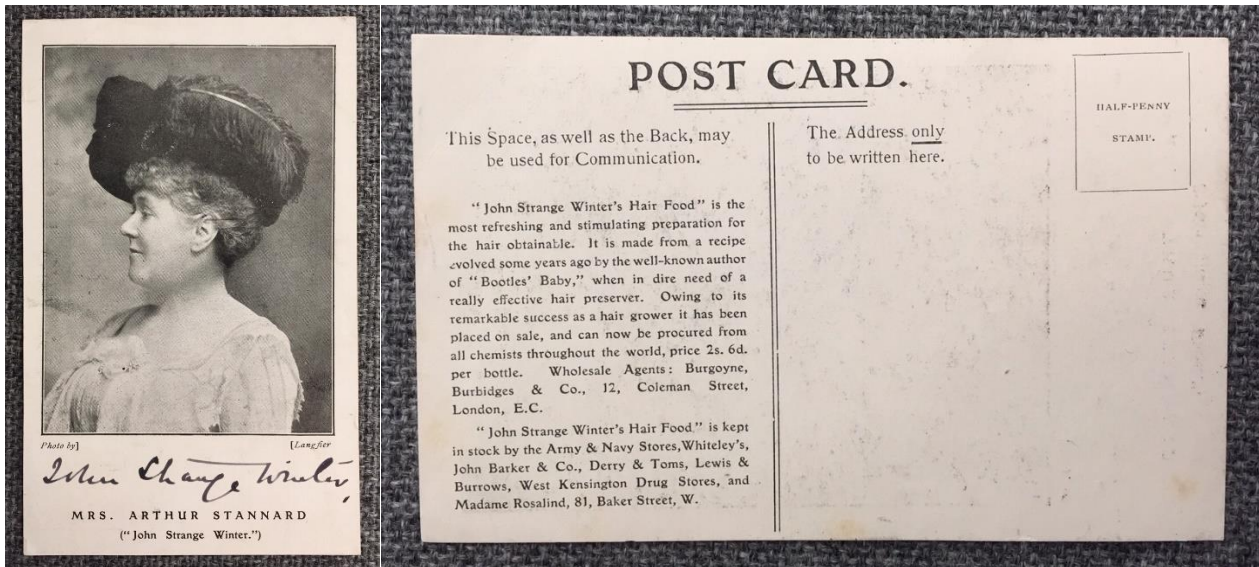 Photo by]
[Langfier
John Strange Winter,
MRS. ARTHUR STANNARD
("John Strange Winter.")
POST CARD.
This Space, as well as the Back, may
be used for Communication.
"John Strange Winter's Hair Food" is the
most refreshing and stimulating preparation for
the hair obtainable. It is made from a recipe
evolved some years ago by the well-known author
of "Bootles' Baby," when in dire need of a
really effective hair preserver. Owing to its
remarkable success as a hair grower it has been
placed on sale, and can now be procured from
all chemists throughout the world, price 2s. 6d.
per bottle. Wholesale Agents: Burgoyne,
Burbidges & Co., 12, Coleman Street,
London, E.C.
"John Strange Winter's Hair Food" is kept
in stock by the Army & Navy Stores, Whiteley's,
John Barker & Co., Derry & Toms, Lewis &
Burrows, West Kensington Drug Stores, and
Madame Rosalind, 81, Baker Street, W.
The Address only
to be written here.
HALF-PENNY
STAMP.